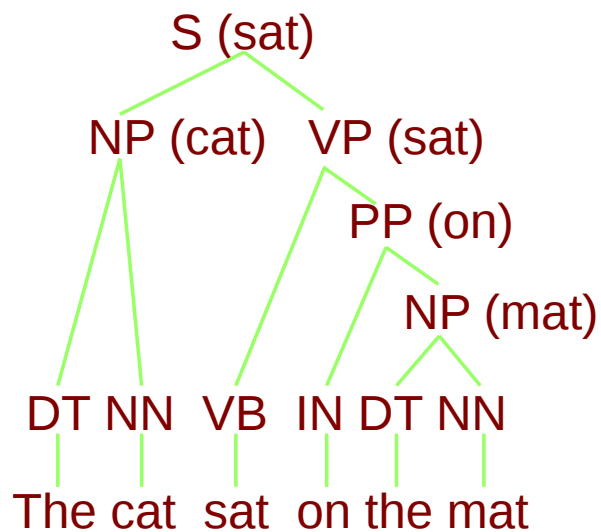 S (sat)
NP (cat) VP (sat)
PP (on)
NP (mat)
DT NN VB IN DT NN
The cat sat on the mat